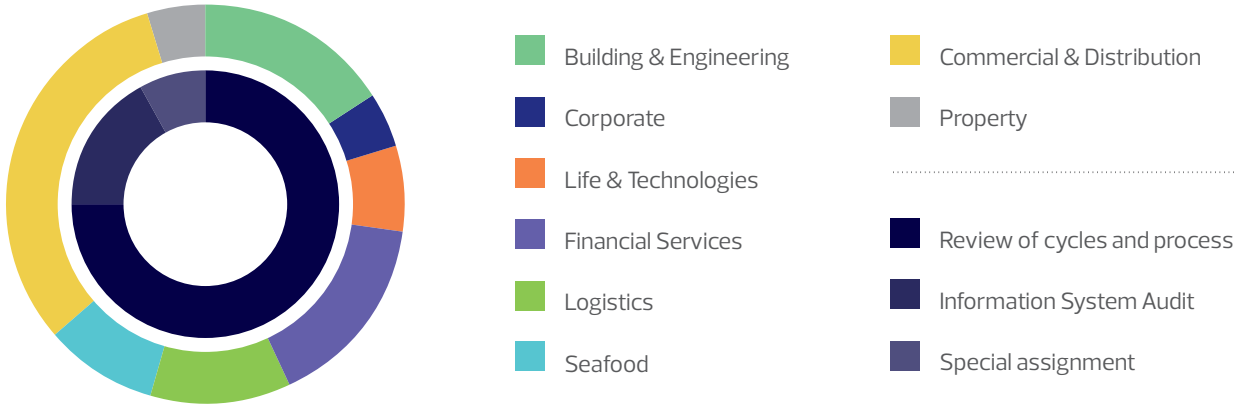 Building & Engineering
Corporate
Life & Technologies
Financial Services
Logistics
Seafood
Commercial & Distribution
Property
Review of cycles and process
Information System Audit
Special assignment